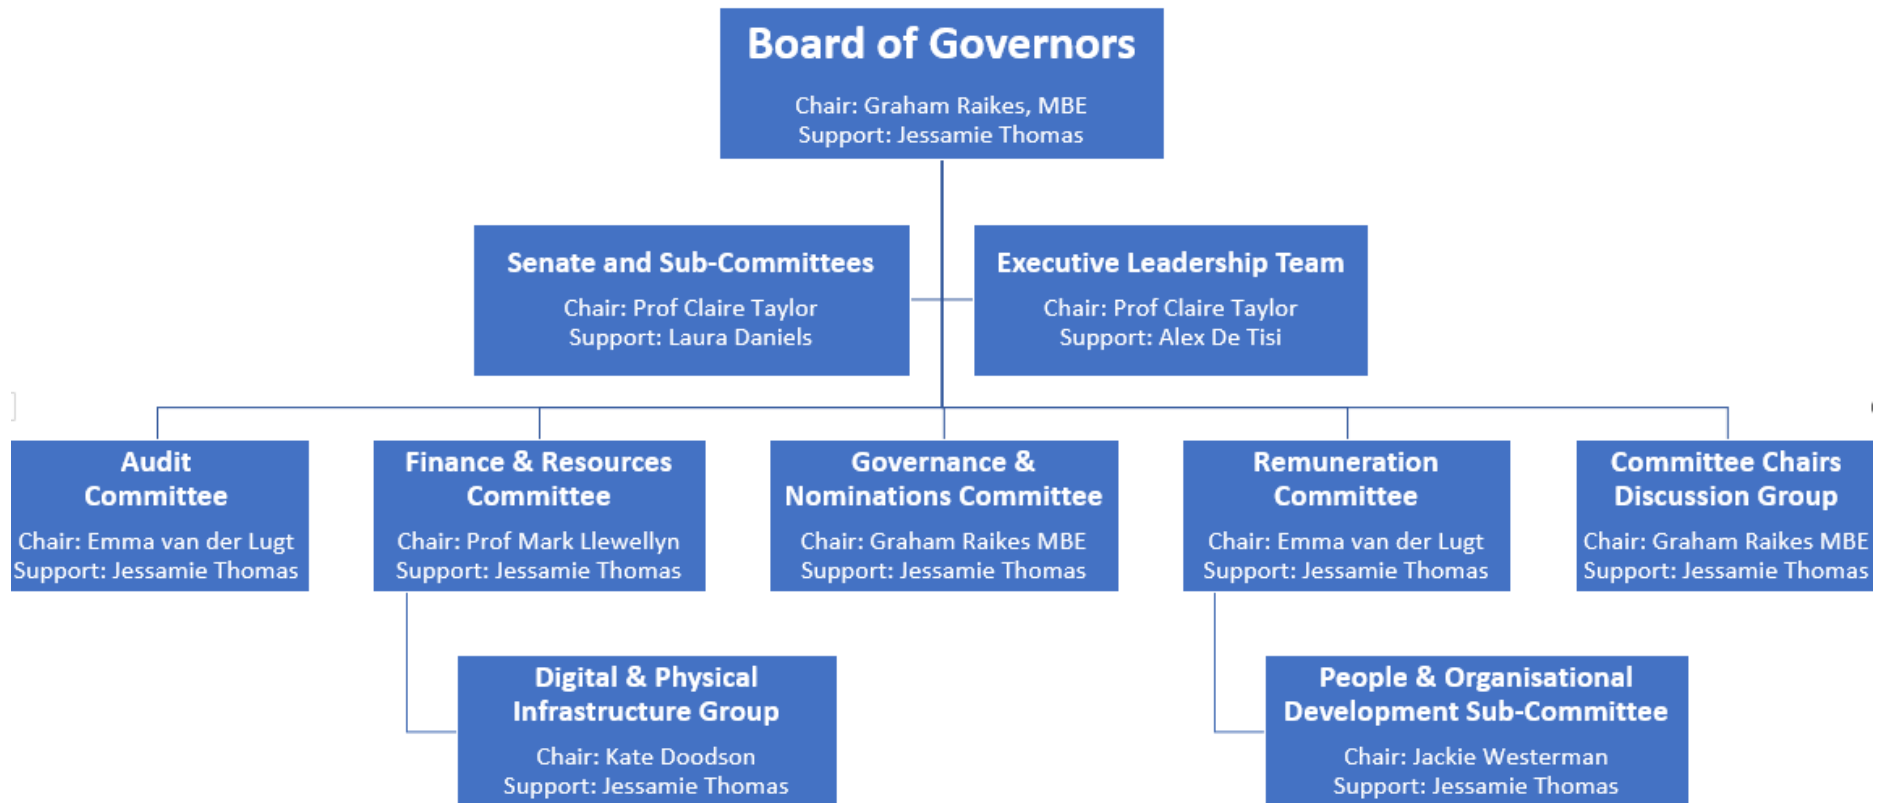 Board of Governors
Chair: Graham Raikes, MBE
Support: Jessamie Thomas
Senate and Sub-Committees
Chair: Prof Claire Taylor
Support: Laura Daniels
Executive Leadership Team
Chair: Prof Claire Taylor
Support: Alex De Tisi
Audit
Committee
Chair: Emma van der Lugt
Support: Jessamie Thomas
Finance & Resources
Committee
Chair: Prof Mark Llewellyn
Support: Jessamie Thomas
Governance &
Nominations Committee
Chair: Graham Raikes MBE
Support: Jessamie Thomas
Remuneration
Committee
Chair: Emma van der Lugt
Support: Jessamie Thomas
Committee Chairs
Discussion Group
Chair: Graham Raikes MBE
Support: Jessamie Thomas
Digital & Physical
Infrastructure Group
Chair: Kate Doodson
Support: Jessamie Thomas
People & Organisational
Development Sub-Committee
Chair: Jackie Westerman
Support: Jessamie Thomas